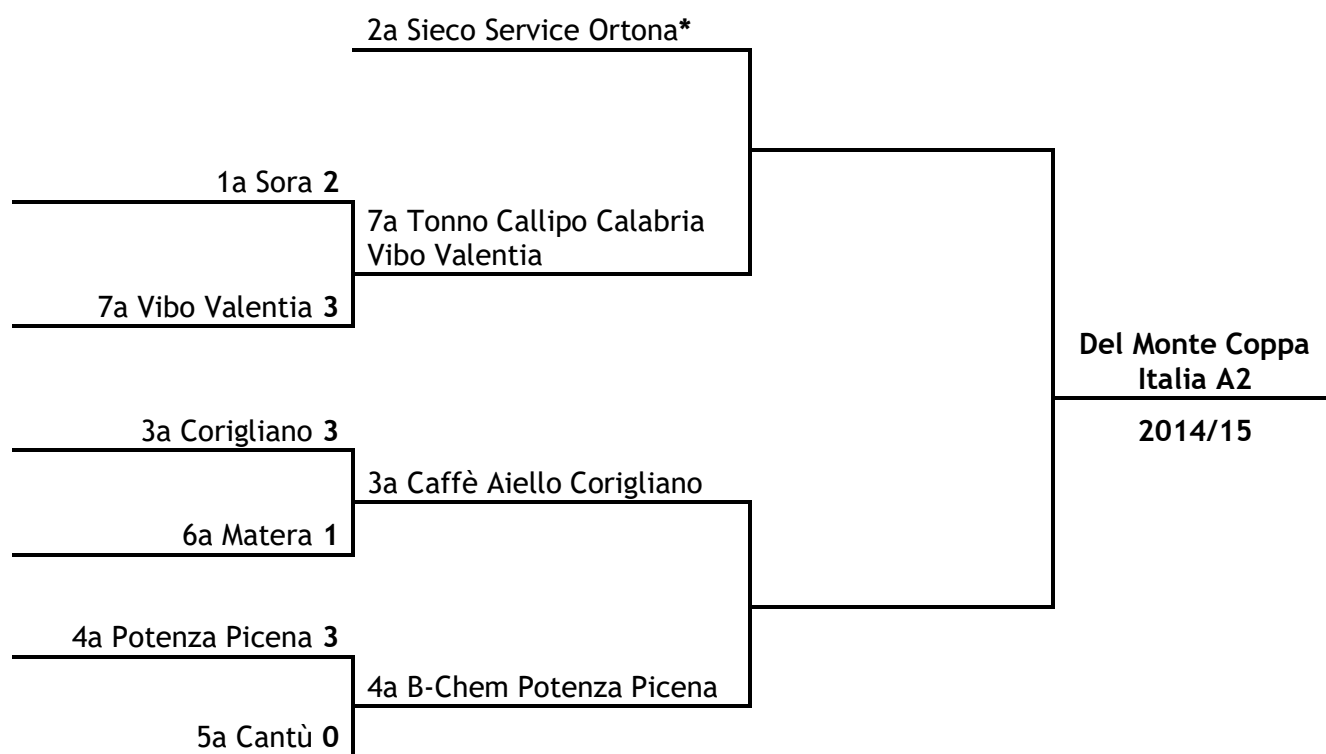 2a Sieco Service Ortona*
1a Sora 2
7a Tonno Callipo Calabria
Vibo Valentia
7a Vibo Valentia 3
Del Monte Coppa
Italia A2
2014/15
3a Corigliano 3
3a Caffè Aiello Corigliano
6a Matera 1
4a Potenza Picena 3
4a B-Chem Potenza Picena
5a Cantù 0